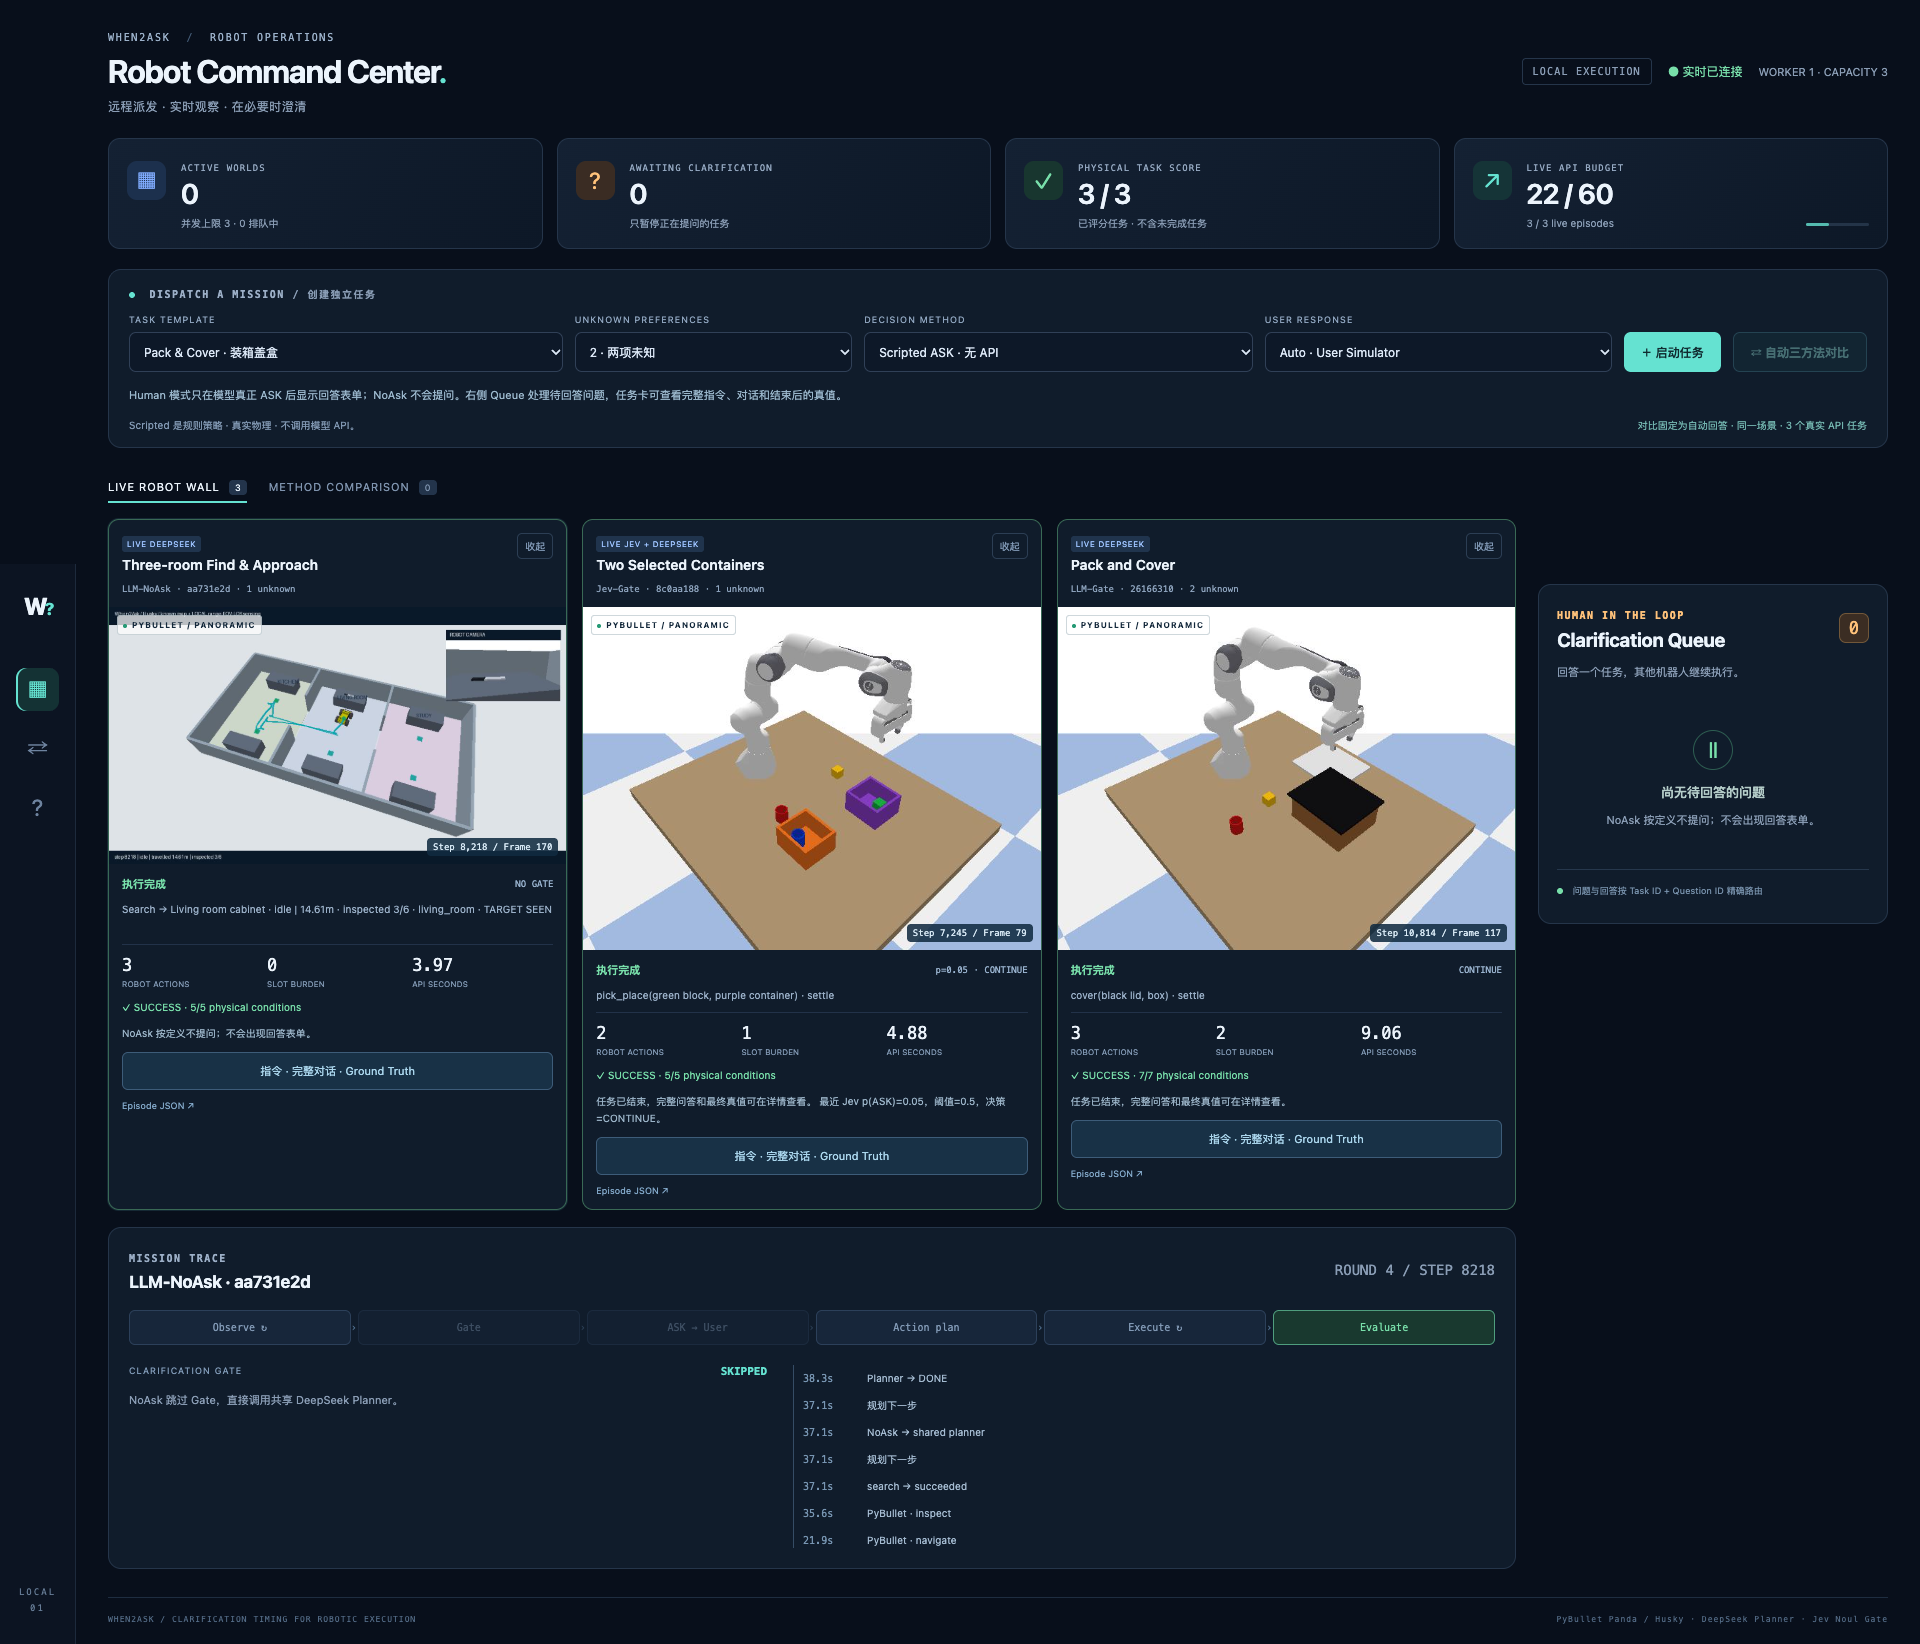 WHEN2ASK / ROBOT OPERATIONS
Robot Command Center.
远程派发 · 实时观察 · 在必要时澄清
LOCAL EXECUTION
实时已连接
WORKER 1 · CAPACITY 3
ACTIVE WORLDS
0
并发上限 3 · 0 排队中
?
AWAITING CLARIFICATION
0
只暂停正在提问的任务
PHYSICAL TASK SCORE
3 / 3
已评分任务 · 不含未完成任务
LIVE API BUDGET
22 / 60
3 / 3 live episodes
DISPATCH A MISSION / 创建独立任务
TASK TEMPLATE
Pack & Cover · 装箱盖盒
UNKNOWN PREFERENCES
2 · 两项未知
DECISION METHOD
Scripted ASK · 无 API
USER RESPONSE
Auto · User Simulator
+ 启动任务
⇄ 自动三方法对比
Human 模式只在模型真正 ASK 后显示回答表单；NoAsk 不会提问。右侧 Queue 处理待回答问题，任务卡可查看完整指令、对话和结束后的真值。
Scripted 是规则策略 · 真实物理 · 不调用模型 API。
对比固定为自动回答 · 同一场景 · 3 个真实 API 任务
LIVE ROBOT WALL 3
METHOD COMPARISON 0
LIVE DEEPSEEK
收起
Three-room Find & Approach
LLM-NoAsk · aa731e2d · 1 unknown
PYBULLET / PANORAMIC
ROBOT CAMERA
Step 8,218 / Frame 170
执行完成
NO GATE
Search → Living room cabinet · idle | 14.61m · inspected 3/6 · living_room · TARGET SEEN
3
ROBOT ACTIONS
0
SLOT BURDEN
3.97
API SECONDS
✓ SUCCESS · 5/5 physical conditions
NoAsk 按定义不提问；不会出现回答表单。
指令 · 完整对话 · Ground Truth
Episode JSON ↗
LIVE JEV + DEEPSEEK
收起
Two Selected Containers
Jev-Gate · 8c0aa188 · 1 unknown
PYBULLET / PANORAMIC
Step 7,245 / Frame 79
执行完成
p=0.05 · CONTINUE
pick_place(green block, purple container) · settle
2
ROBOT ACTIONS
1
SLOT BURDEN
4.88
API SECONDS
✓ SUCCESS · 5/5 physical conditions
任务已结束，完整问答和最终真值可在详情查看。 最近 Jev p(ASK)=0.05，阈值=0.5，决策
=CONTINUE。
指令 · 完整对话 · Ground Truth
Episode JSON ↗
LIVE DEEPSEEK
收起
Pack and Cover
LLM-Gate · 26166310 · 2 unknown
PYBULLET / PANORAMIC
Step 10,814 / Frame 117
执行完成
CONTINUE
cover(black lid, box) · settle
3
ROBOT ACTIONS
2
SLOT BURDEN
9.06
API SECONDS
✓ SUCCESS · 7/7 physical conditions
任务已结束，完整问答和最终真值可在详情查看。
指令 · 完整对话 · Ground Truth
Episode JSON ↗
HUMAN IN THE LOOP
Clarification Queue
0
回答一个任务，其他机器人继续执行。
尚无待回答的问题
NoAsk 按定义不提问；不会出现回答表单。
问题与回答按 Task ID + Question ID 精确路由
W?
⇄
?
LOCAL
01
MISSION TRACE
LLM-NoAsk · aa731e2d
ROUND 4 / STEP 8218
Observe ↻
Gate
ASK → User
Action plan
Execute ↻
Evaluate
CLARIFICATION GATE
SKIPPED
NoAsk 跳过 Gate，直接调用共享 DeepSeek Planner。
38.3s Planner → DONE
37.1s 规划下一步
37.1s NoAsk → shared planner
37.1s 规划下一步
37.1s search → succeeded
35.6s PyBullet · inspect
21.9s PyBullet · navigate
WHEN2ASK / CLARIFICATION TIMING FOR ROBOTIC EXECUTION
PyBullet Panda / Husky · DeepSeek Planner · Jev Noul Gate